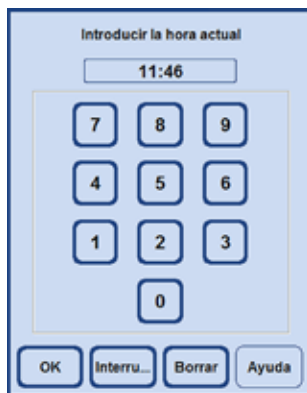 Introducir la hora actual
11:46
7 8 9
4 5 6
1 2 3
0
OK Interru... Borrar Ayuda